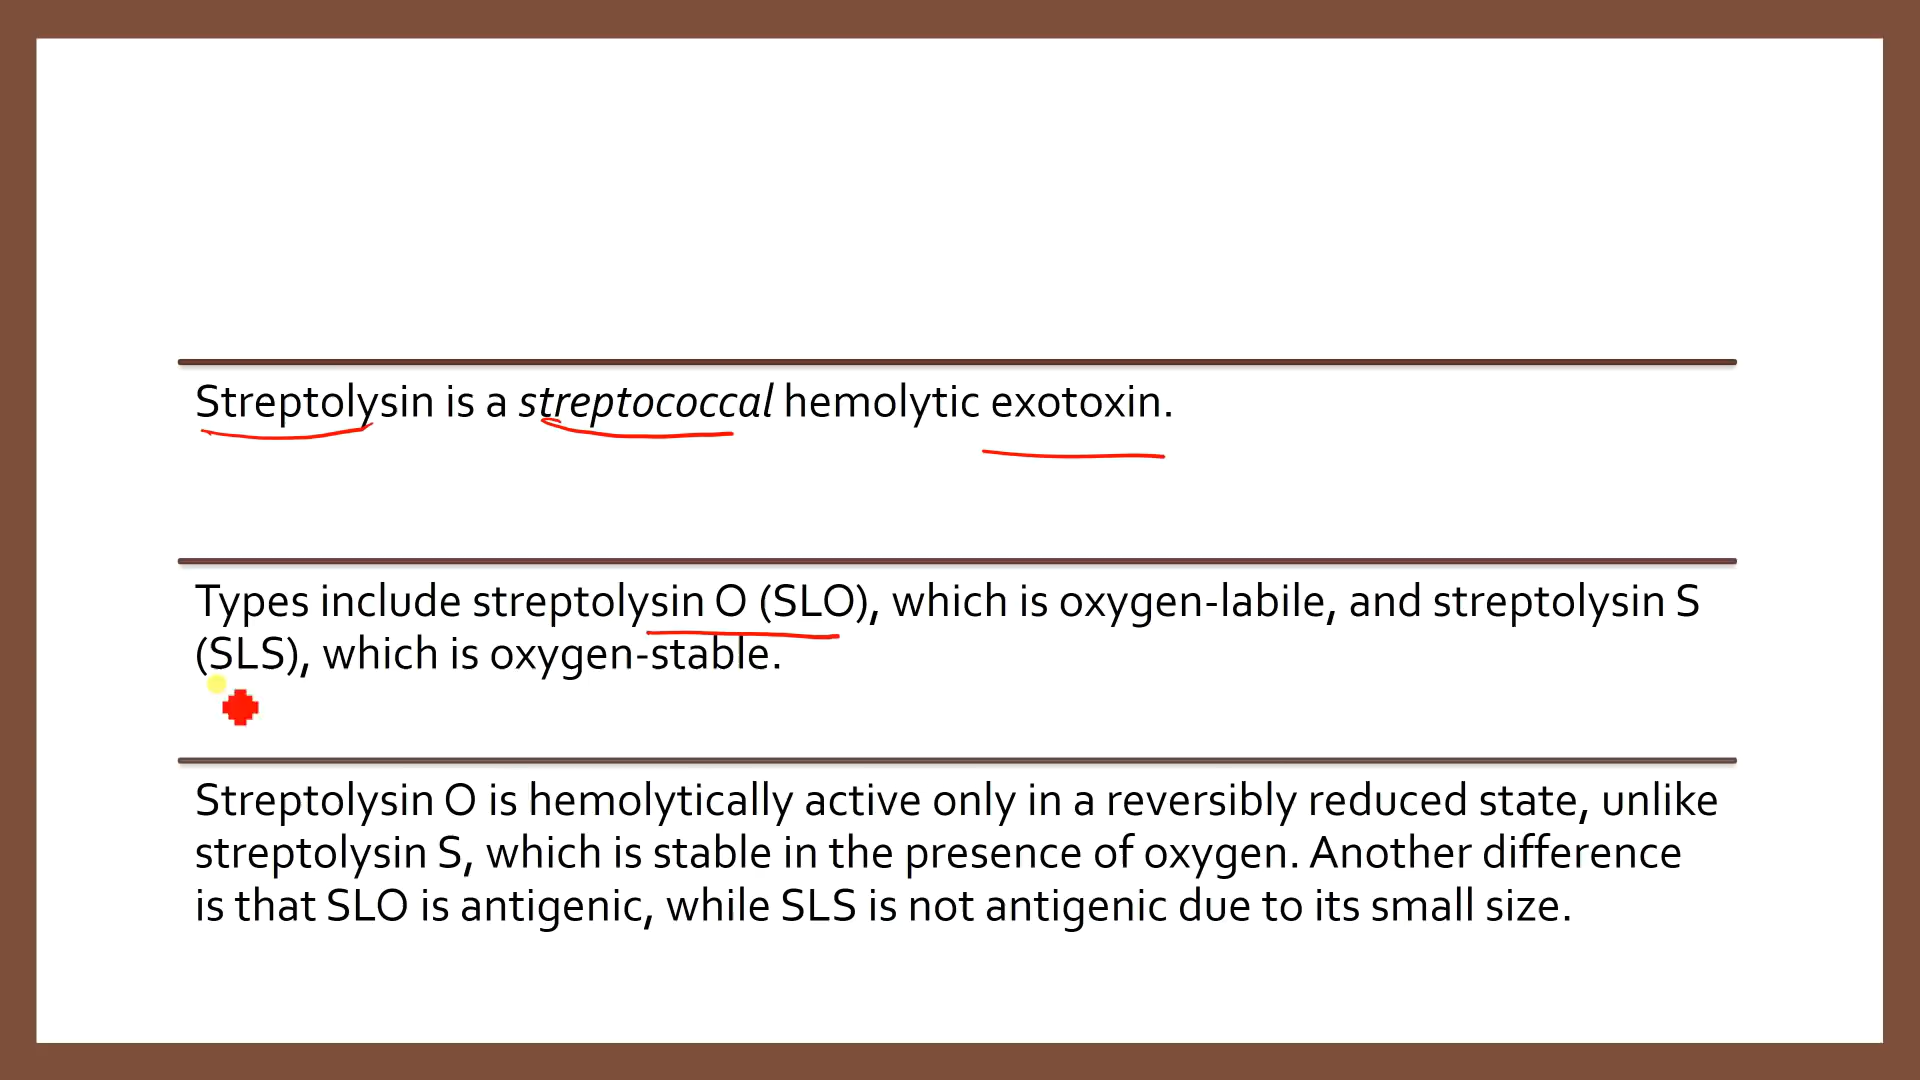 Streptolysin is a streptococcal hemolytic exotoxin.
Types include streptolysin O (SLO), which is oxygen-labile, and streptolysin S
(SLS), which is oxygen-stable.
Streptolysin O is hemolytically active only in a reversibly reduced state, unlike
streptolysin S, which is stable in the presence of oxygen. Another difference
is that SLO is antigenic, while SLS is not antigenic due to its small size.